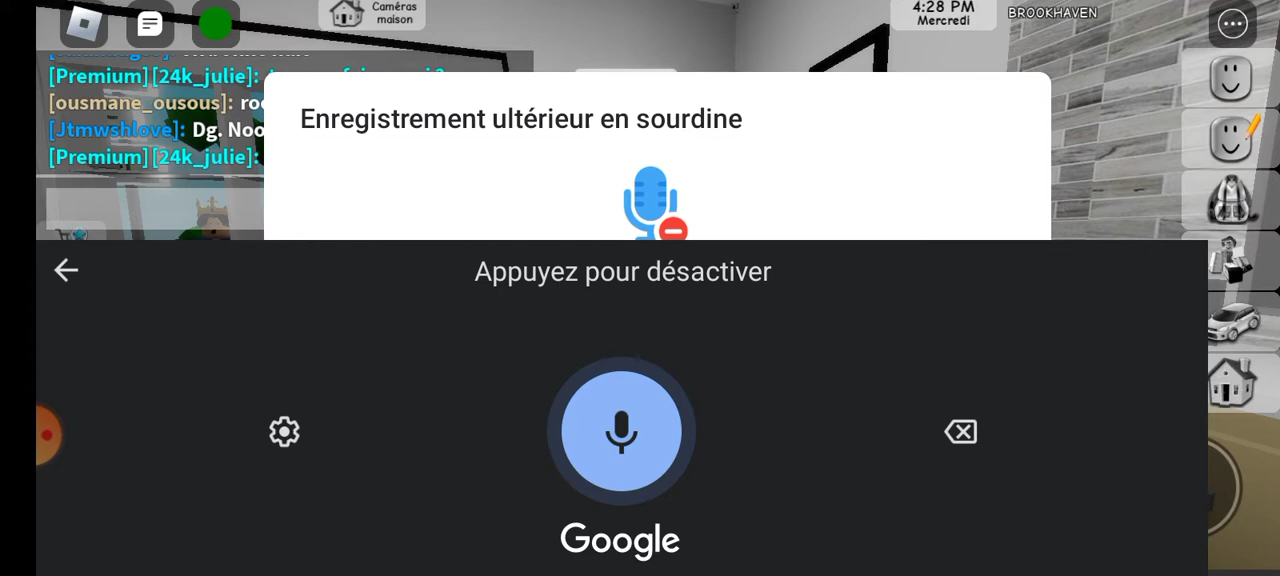 Caméras
maison
4:28 PM
Mercredi
BROOKHAVEN
[Premium][24k_julie]:
[ousmane_ousous]:
[Jtmwshlove]: Dg. Noo
[Premium][24k_julie]:
Enregistrement ultérieur en sourdine
Appuyez pour désactiver
Google